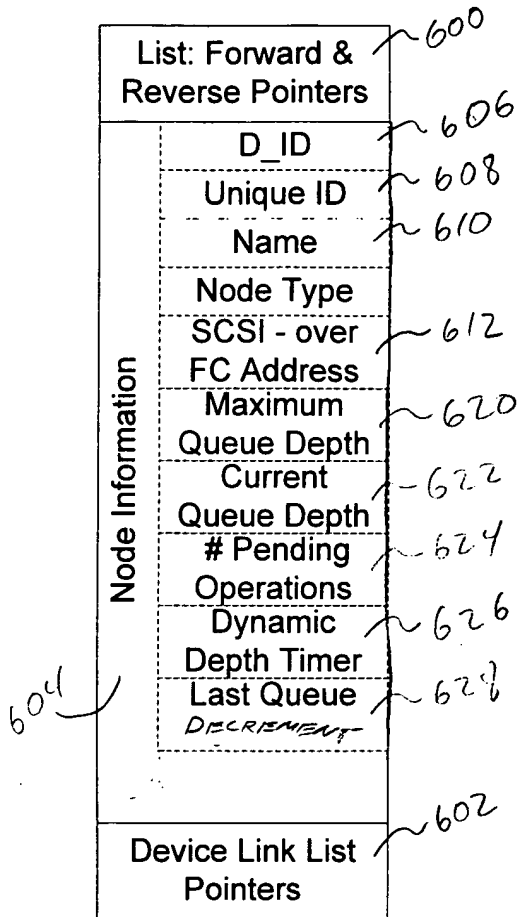 List: Forward &
Reverse Pointers
600
D_ID
606
Unique ID
608
Name
610
Node Type
SCSI - over
FC Address
612
Maximum
Queue Depth
620
Current
Queue Depth
622
# Pending
Operations
624
Dynamic
Depth Timer
626
Last Queue
DECREMENT
628
Node Information
604
Device Link List
Pointers
602